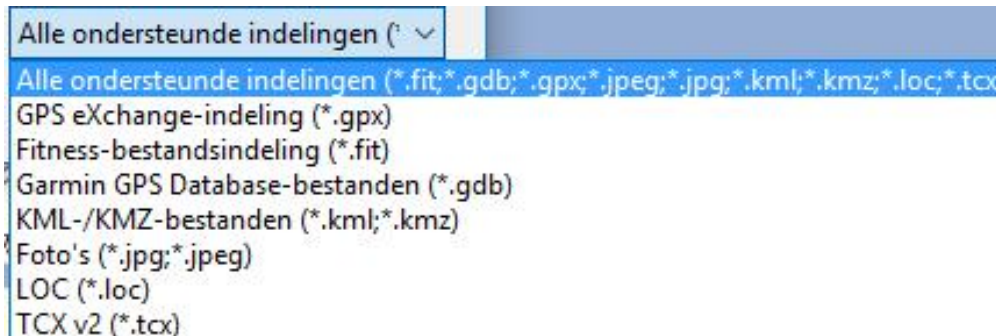 Alle ondersteunde indelingen (*
Alle ondersteunde indelingen (*.fit;*.gdb;*.gpx;*.jpeg;*.jpg;*.kml;*.kmz;*.loc;*.tcx
GPS eXchange-indeling (*.gpx)
Fitness-bestandsindeling (*.fit)
Garmin GPS Database-bestanden (*.gdb)
KML-/KMZ-bestanden (*.kml;*.kmz)
Foto's (*.jpg;*.jpeg)
LOC (*.loc)
TCX v2 (*.tcx)